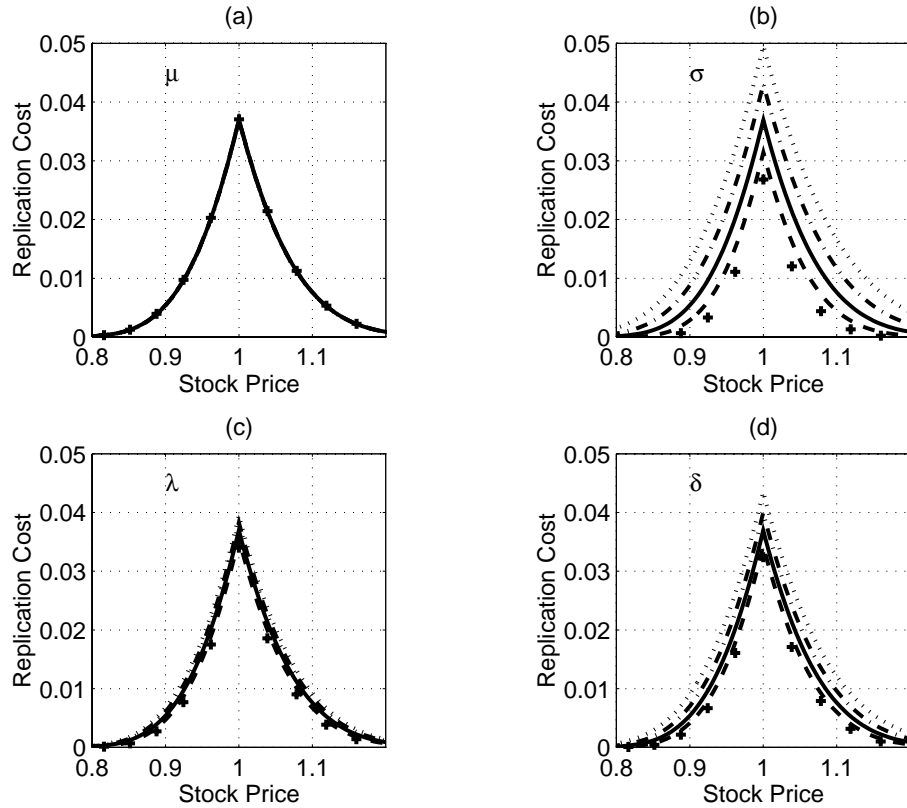 (a)
0.05
0.04
0.03
0.02
0.01
0
μ
Replication Cost
0.8 0.9 1 1.1
Stock Price
(b)
0.05
0.04
0.03
0.02
0.01
0
σ
Replication Cost
0.8 0.9 1 1.1
Stock Price
(c)
0.05
0.04
0.03
0.02
0.01
0
λ
Replication Cost
0.8 0.9 1 1.1
Stock Price
(d)
0.05
0.04
0.03
0.02
0.01
0
δ
Replication Cost
0.8 0.9 1 1.1
Stock Price